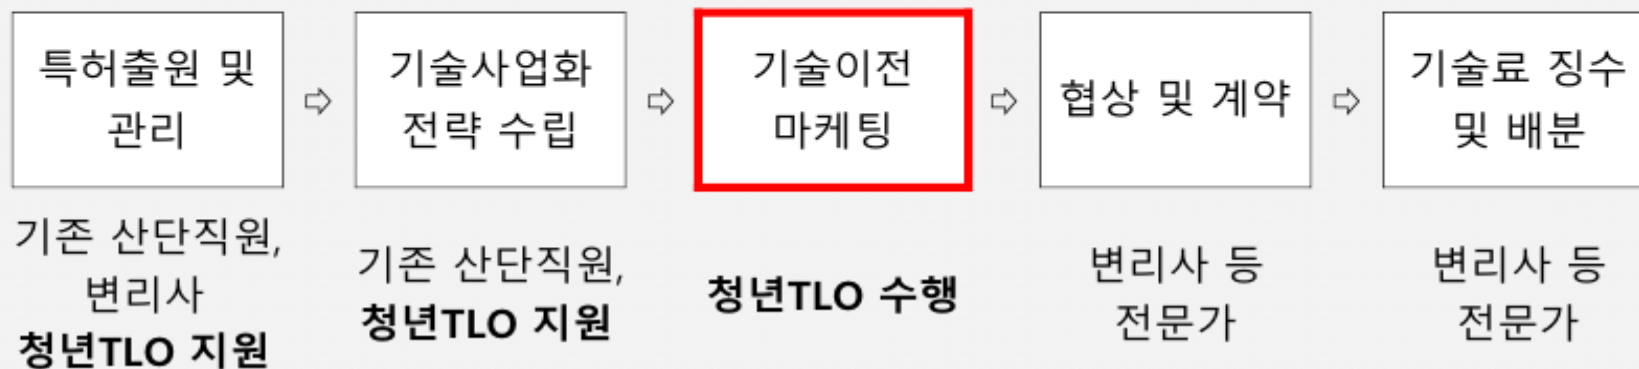 특허출원 및
관리
⇨
기술사업화
전략 수립
⇨
기술이전
마케팅
⇨
협상 및 계약
⇨
기술료 징수
및 배분
기존 산단직원,
변리사
청년TLO 지원
기존 산단직원,
청년TLO 지원
청년TLO 수행
변리사 등
전문가
변리사 등
전문가